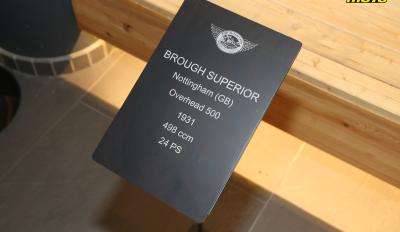 BROUGH SUPERIOR
Nottingham (GB)
Overhead 500
1931
498 ccm
24 PS